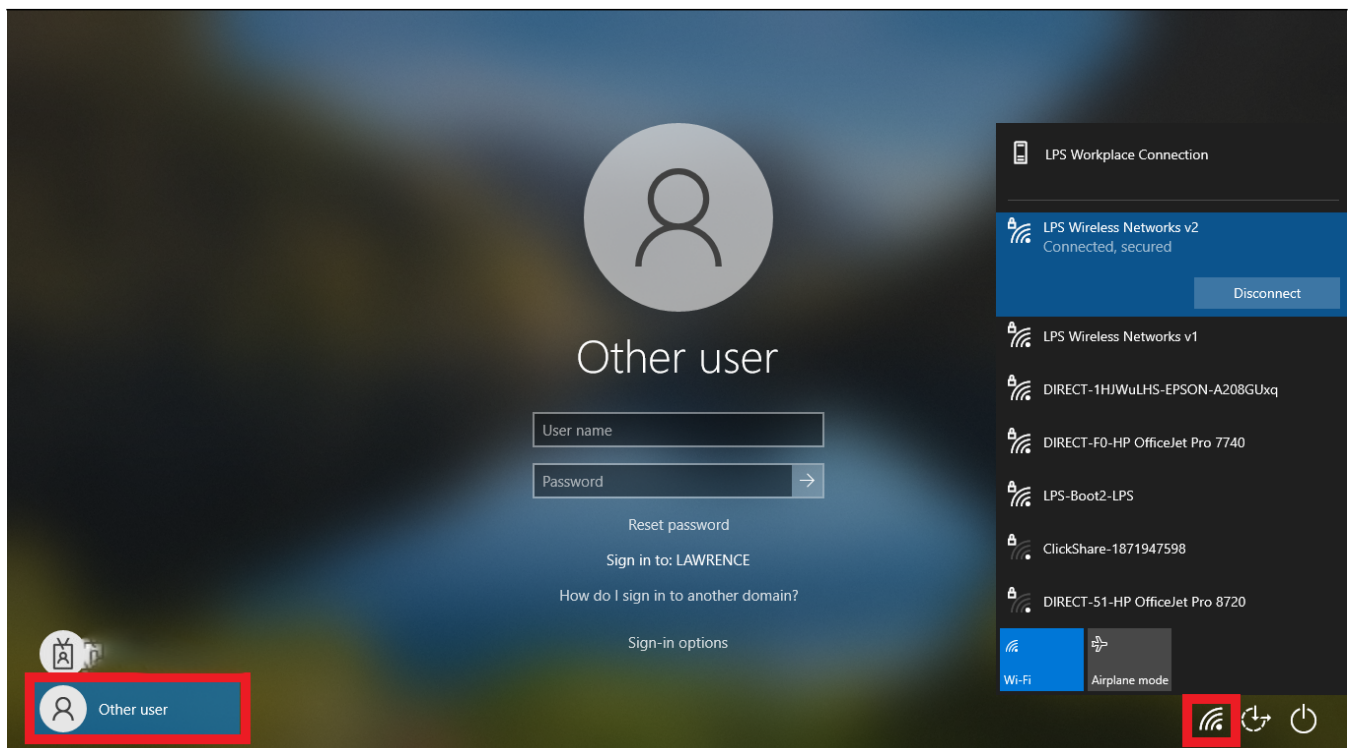 Other user
User name
Password
Reset password
Sign in to: LAWRENCE
How do I sign in to another domain?
Sign-in options
Other user
LPS Workplace Connection
LPS Wireless Networks v2
Connected, secured
Disconnect
LPS Wireless Networks v1
DIRECT-1HJWuLHS-EPSON-A208GUxq
DIRECT-F0-HP OfficeJet Pro 7740
LPS-Boot2-LPS
ClickShare-1871947598
DIRECT-51-HP OfficeJet Pro 8720
Wi-Fi
Airplane mode